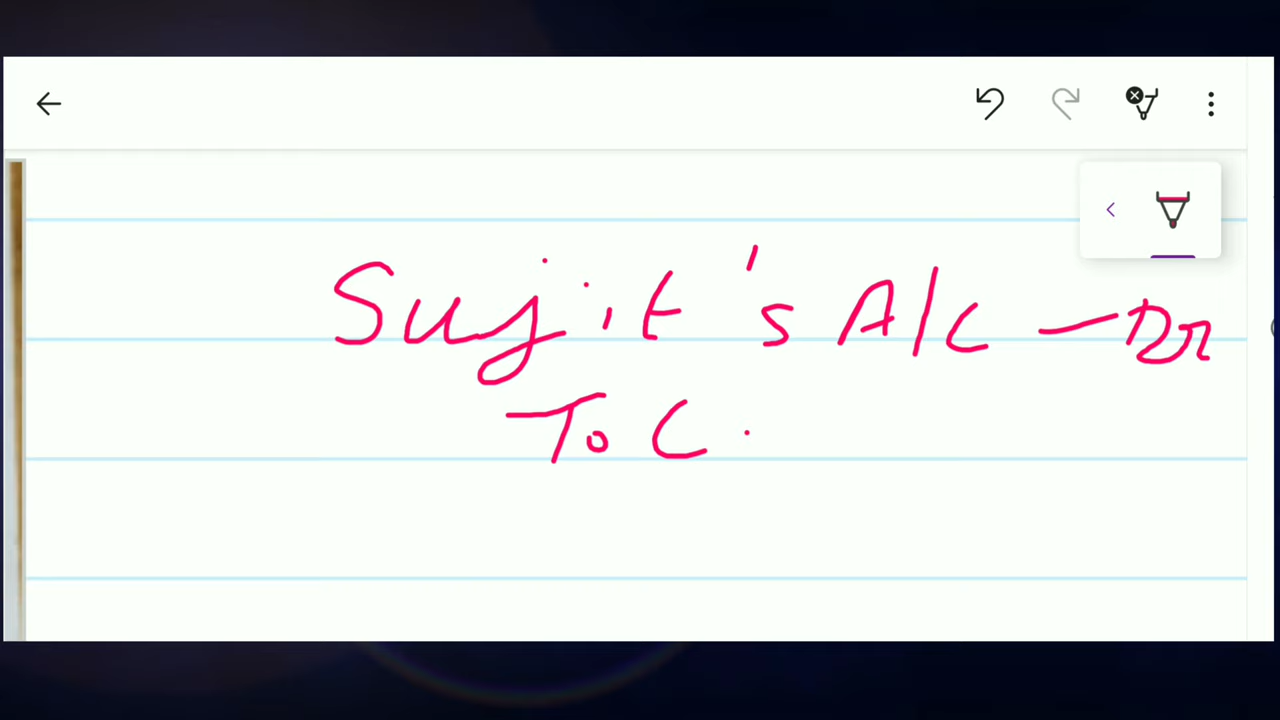 Sujit's A/C — Dr
To C .